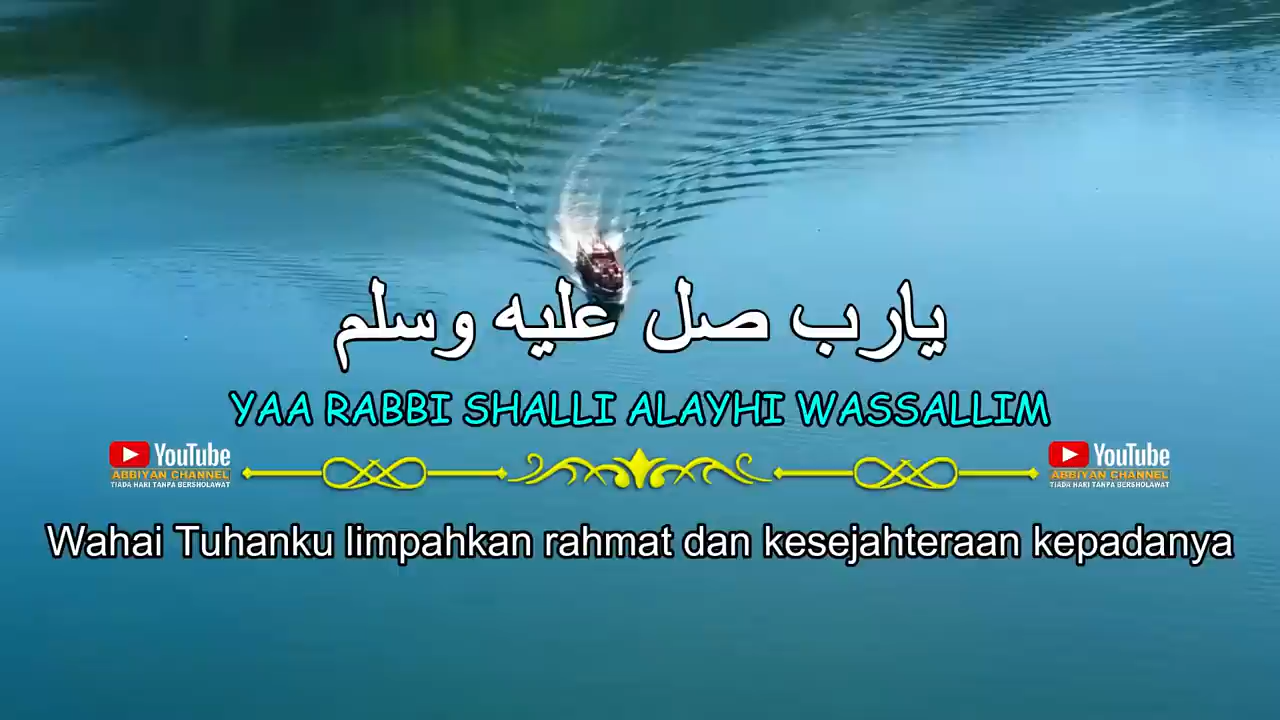 يارب صل عليه وسلم
YAA RABBI SHALLI ALAYHI WASSALLIM
YouTube
ABBIYAN CHANNEL
TIADA HARI TANPA BERSHOLAWAT
YouTube
ABBIYAN CHANNEL
TIADA HARI TANPA BERSHOLAWAT
Wahai Tuhanku limpahkan rahmat dan kesejahteraan kepadanya